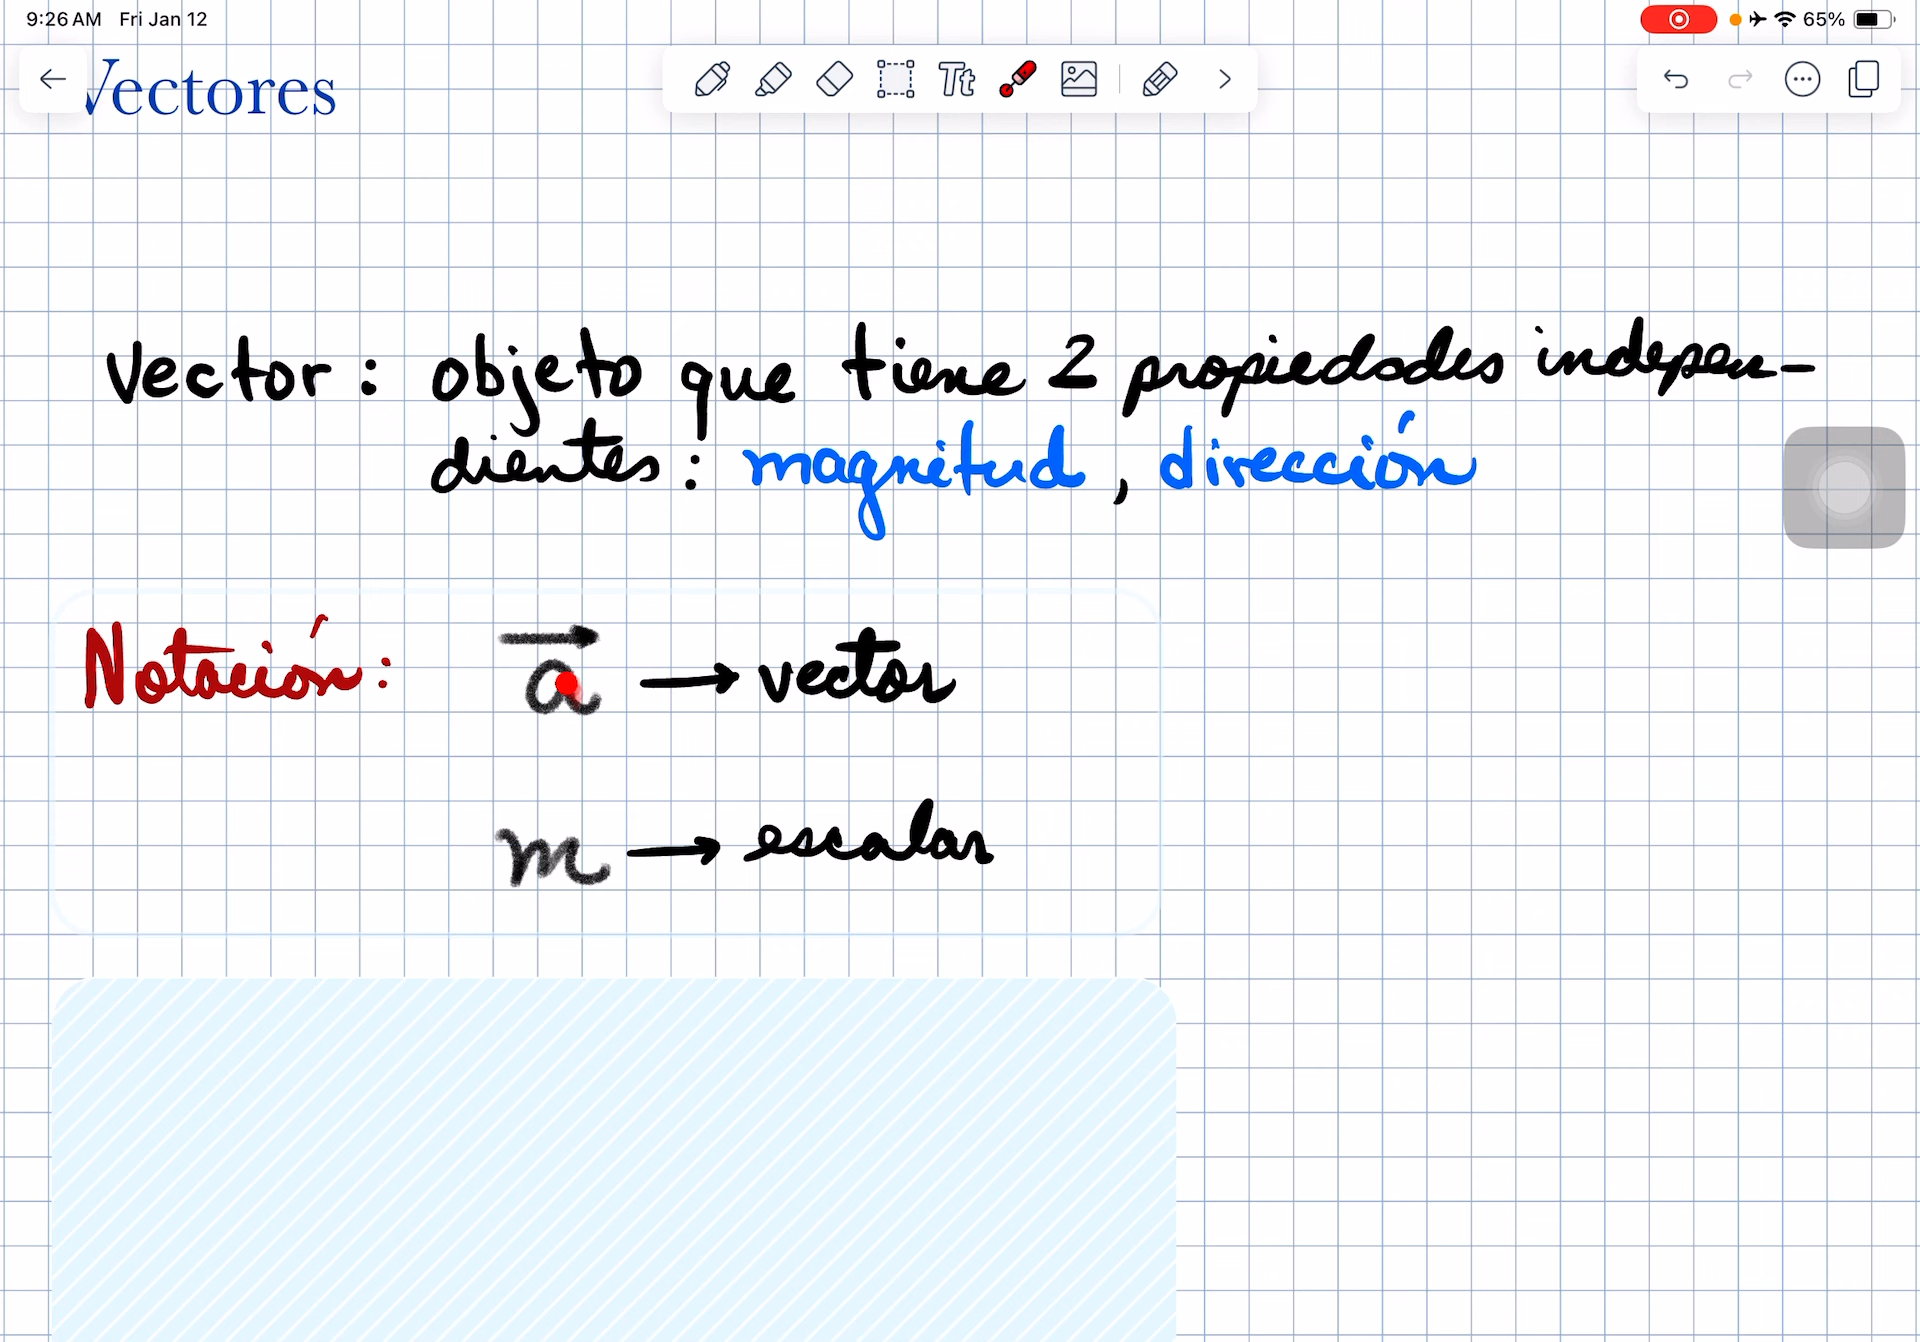 9:26 AM Fri Jan 12
65%
Vectores
Tt
Vector : objeto que tiene 2 propiedades indepen-
dientes : magnitud , dirección
Notación: a → vector
m → escalar